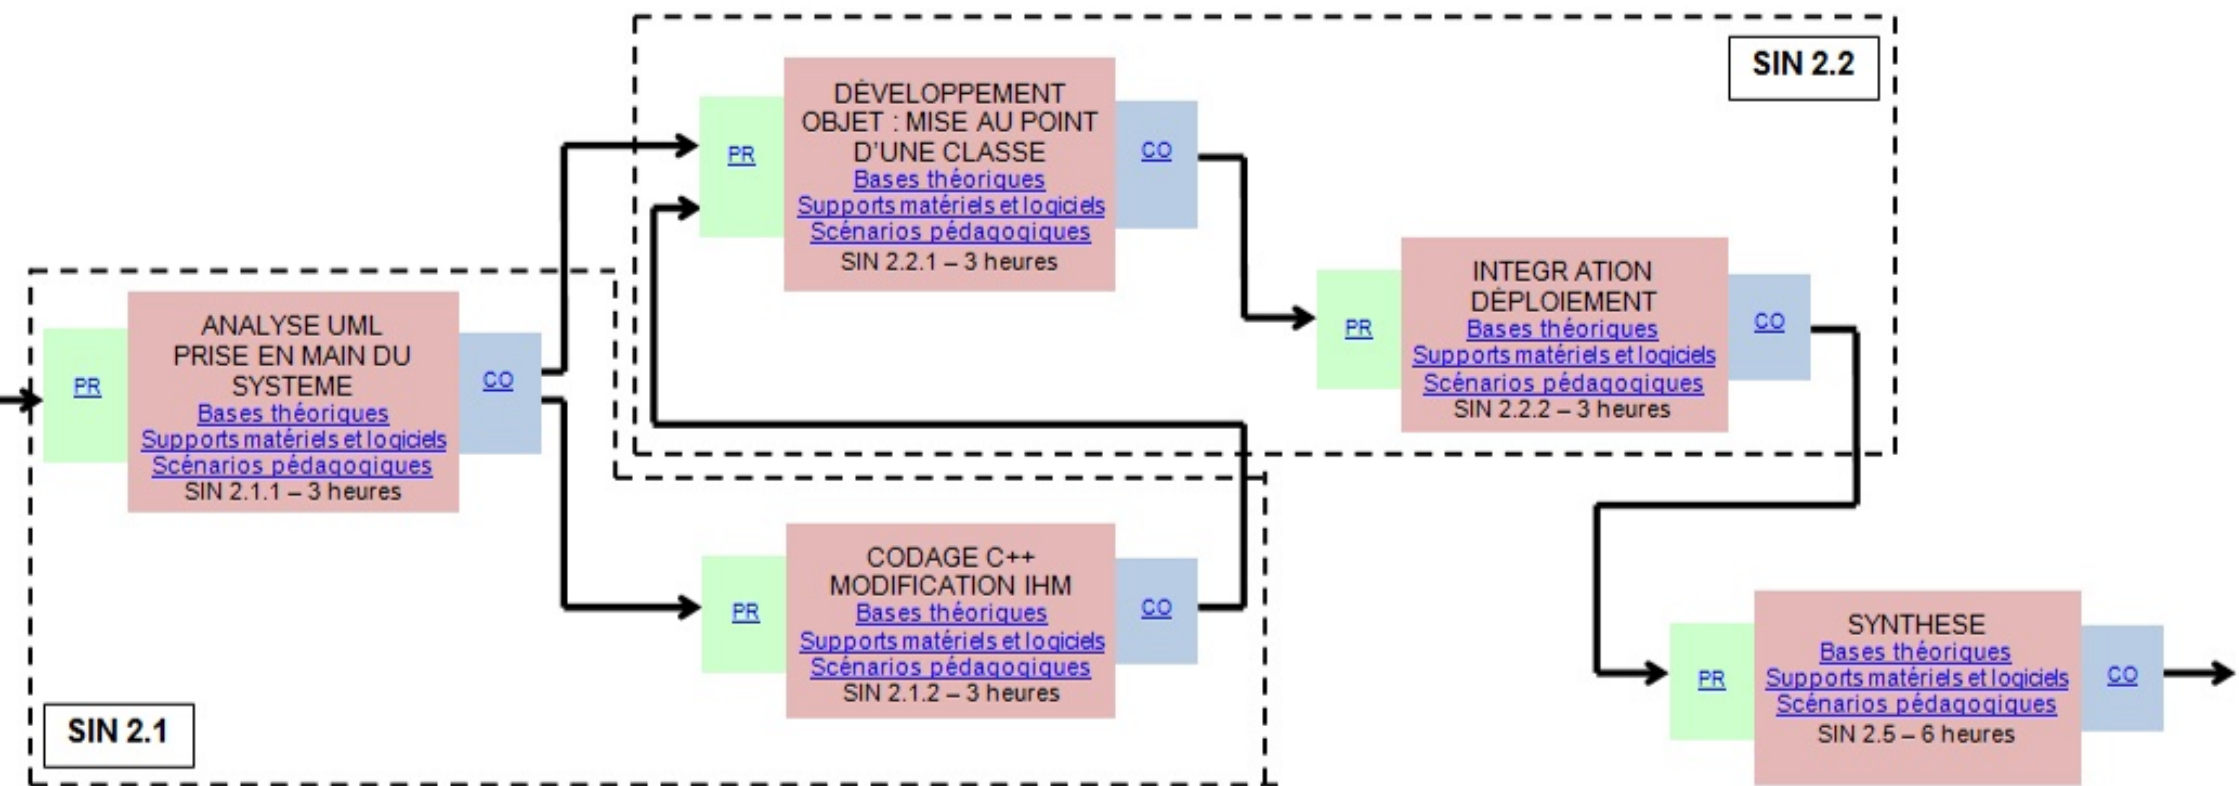 SIN 2.2
PR
DÉVELOPPEMENT
OBJET : MISE AU POINT
D'UNE CLASSE
Bases théoriques
Supports matériels et logiciels
Scénarios pédagogiques
SIN 2.2.1 – 3 heures
CO
PR
INTEGR ATION
DÉPLOIEMENT
Bases théoriques
Supports matériels et logiciels
Scénarios pédagogiques
SIN 2.2.2 – 3 heures
CO
PR
ANALYSE UML
PRISE EN MAIN DU
SYSTEME
Bases théoriques
Supports matériels et logiciels
Scénarios pédagogiques
SIN 2.1.1 – 3 heures
CO
PR
CODAGE C++
MODIFICATION IHM
Bases théoriques
Supports matériels et logiciels
Scénarios pédagogiques
SIN 2.1.2 – 3 heures
CO
SIN 2.1
PR
SYNTHESE
Bases théoriques
Supports matériels et logiciels
Scénarios pédagogiques
SIN 2.5 – 6 heures
CO